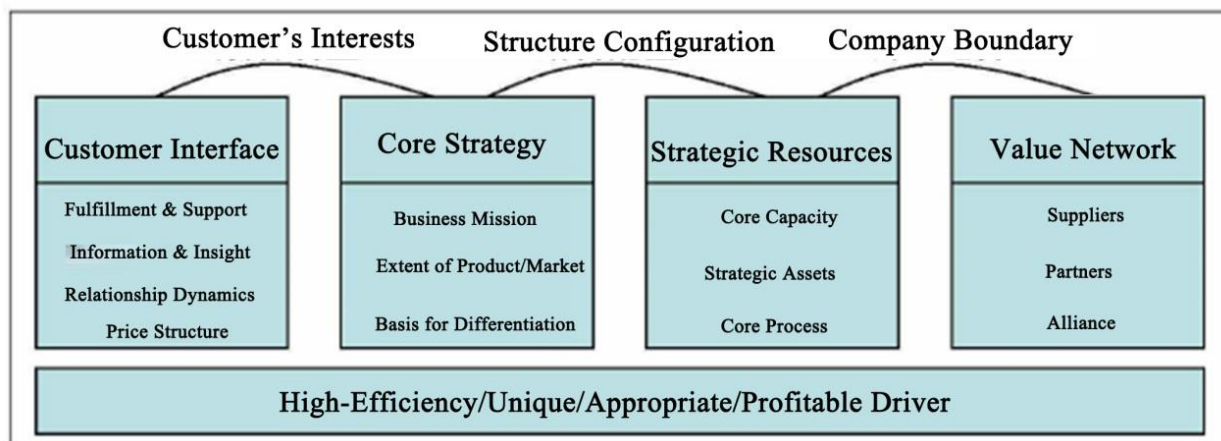 Customer's Interests
Structure Configuration
Company Boundary
Customer Interface
Fulfillment & Support
Information & Insight
Relationship Dynamics
Price Structure
Core Strategy
Business Mission
Extent of Product/Market
Basis for Differentiation
Strategic Resources
Core Capacity
Strategic Assets
Core Process
Value Network
Suppliers
Partners
Alliance
High-Efficiency/Unique/Appropriate/Profitable Driver